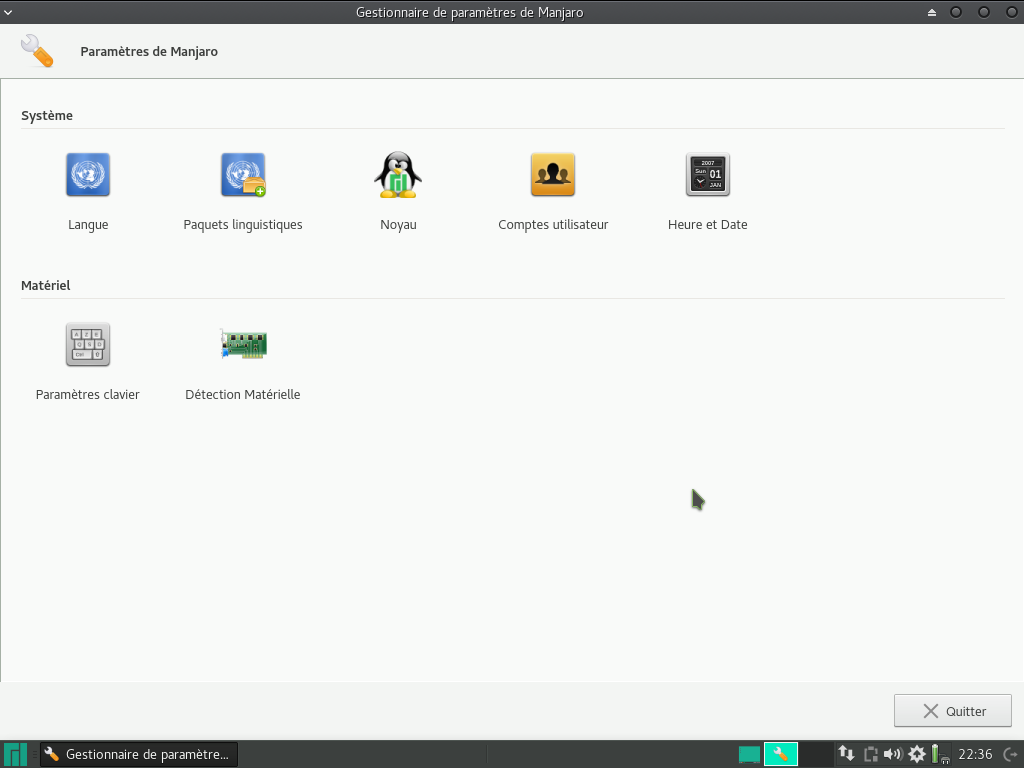 Gestionnaire de paramètres de Manjaro
Paramètres de Manjaro
Système
2007
Sun
01
JAN
Langue
Paquets linguistiques
Noyau
Comptes utilisateur
Heure et Date
Matériel
A Z E
Q S D
Ctrl
Paramètres clavier
Détection Matérielle
Quitter
Gestionnaire de paramètre...
22:36